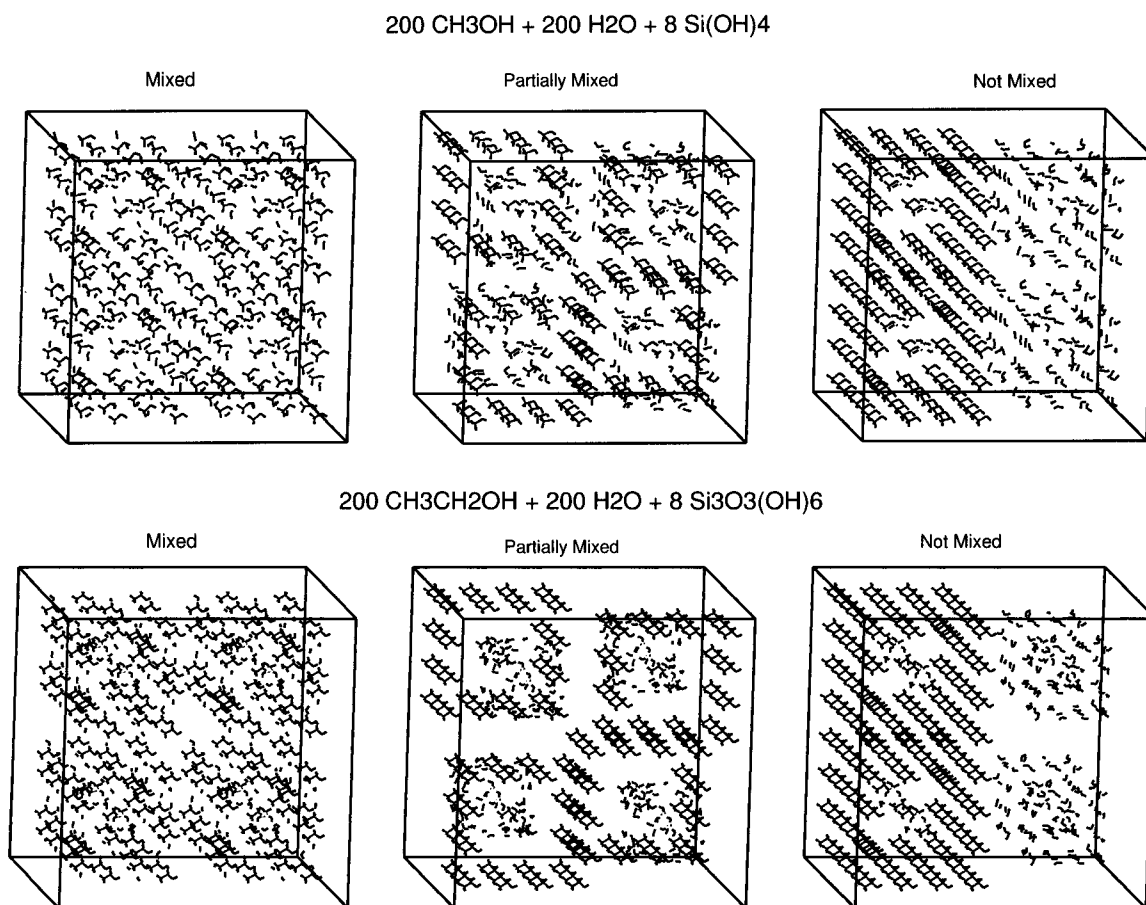 200 CH3OH + 200 H2O + 8 Si(OH)4
Mixed
Partially Mixed
Not Mixed
200 CH3CH2OH + 200 H2O + 8 Si3O3(OH)6
Mixed
Partially Mixed
Not Mixed